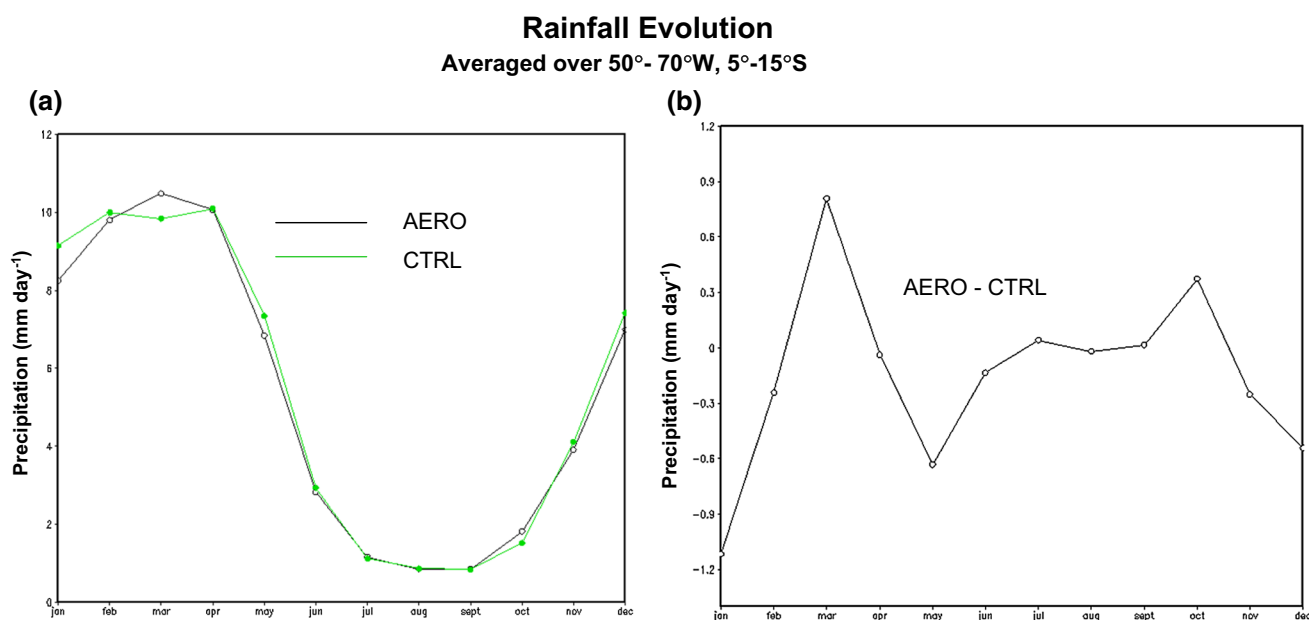 Rainfall Evolution
Averaged over 50°- 70°W, 5°-15°S
(a)
Precipitation (mm day-1)
12
10
8
6
4
2
0
jan feb mar apr may jun jul aug sept oct nov dec
AERO
CTRL
(b)
Precipitation (mm day-1)
1.2
0.9
0.6
0.3
0
-0.3
-0.6
-0.9
-1.2
jan feb mar apr may jun jul aug sept oct nov dec
AERO - CTRL